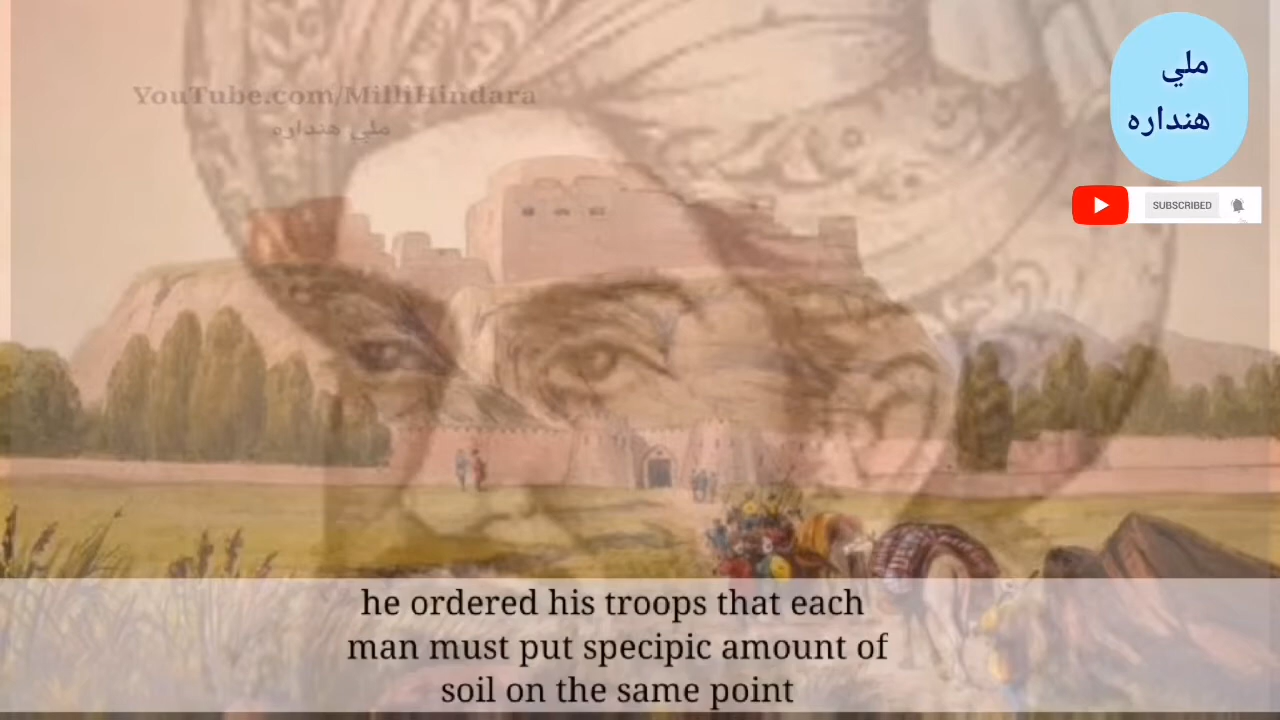 YouTube.com/MilliHindara
ملي هنداره
ملي
هنداره
SUBSCRIBED
he ordered his troops that each
man must put specipic amount of
soil on the same point